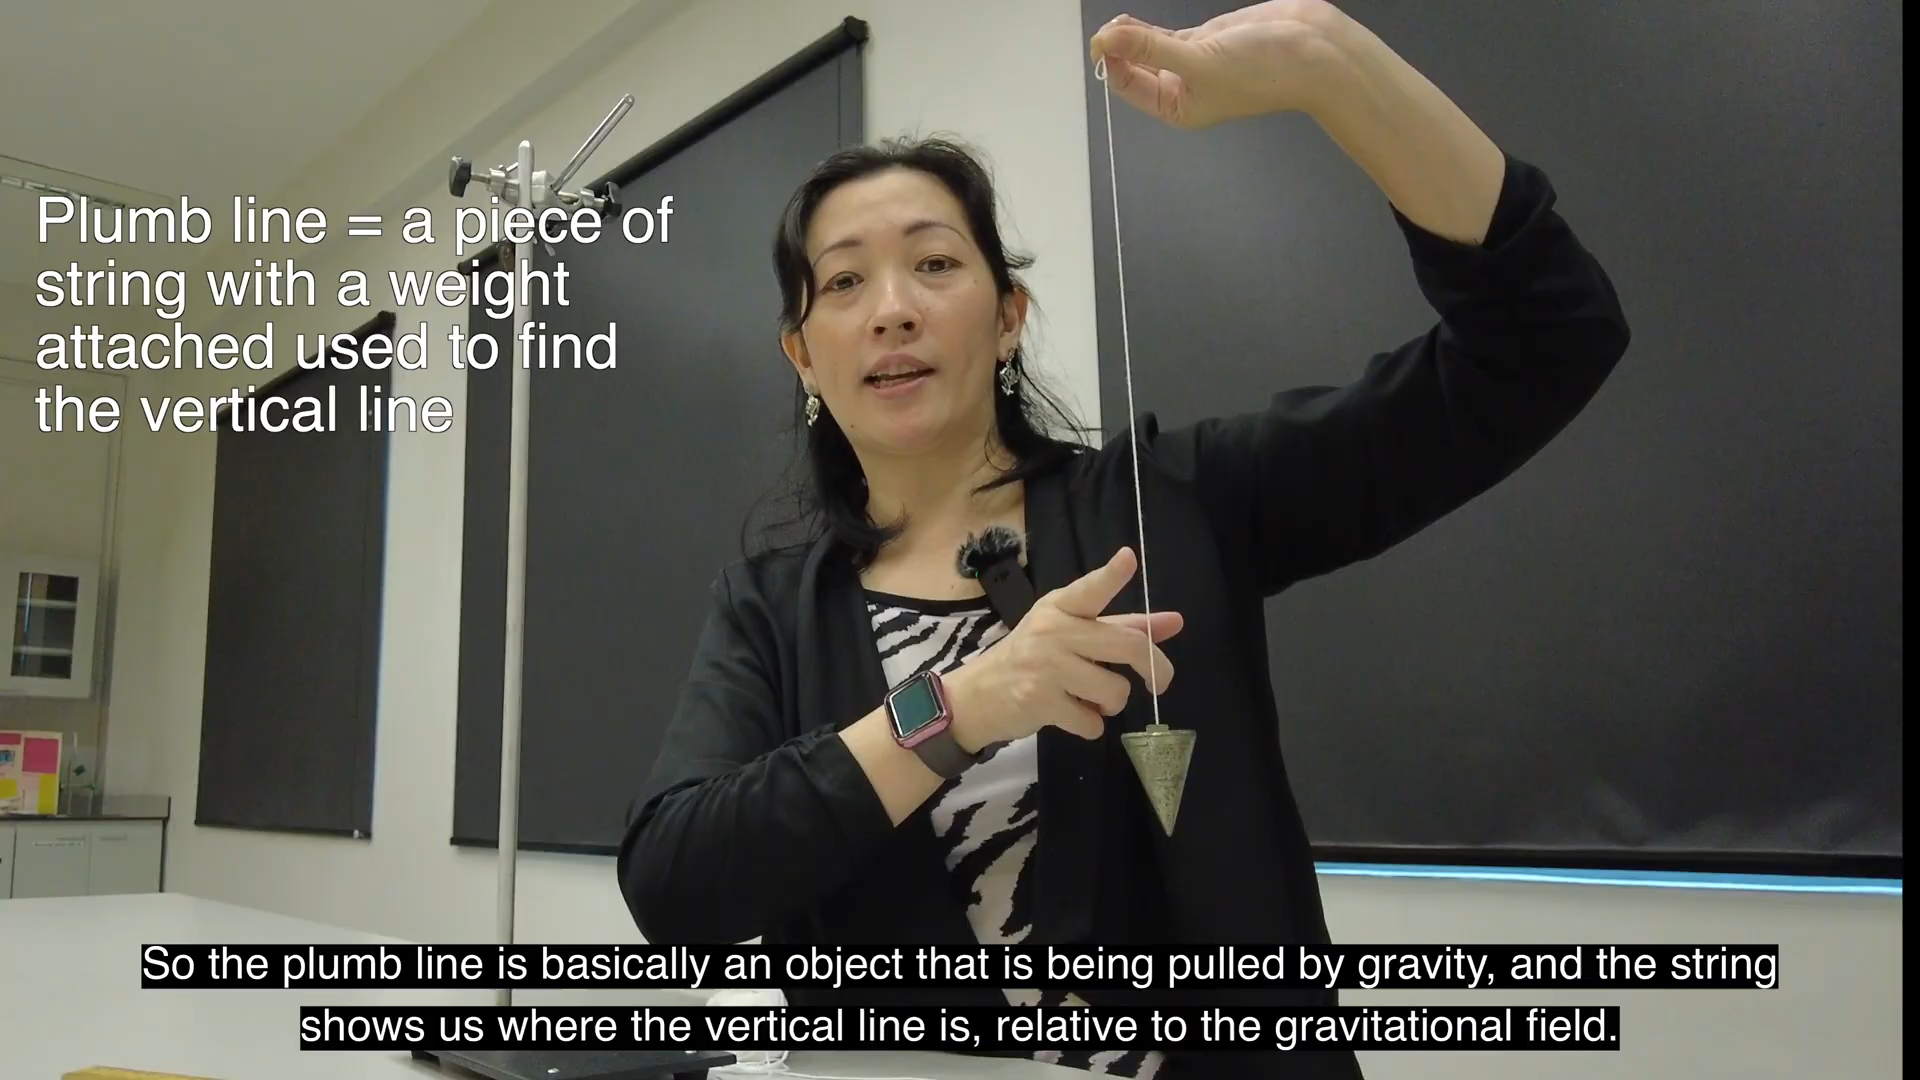 Plumb line = a piece of
string with a weight
attached used to find
the vertical line
So the plumb line is basically an object that is being pulled by gravity, and the string
shows us where the vertical line is, relative to the gravitational field.